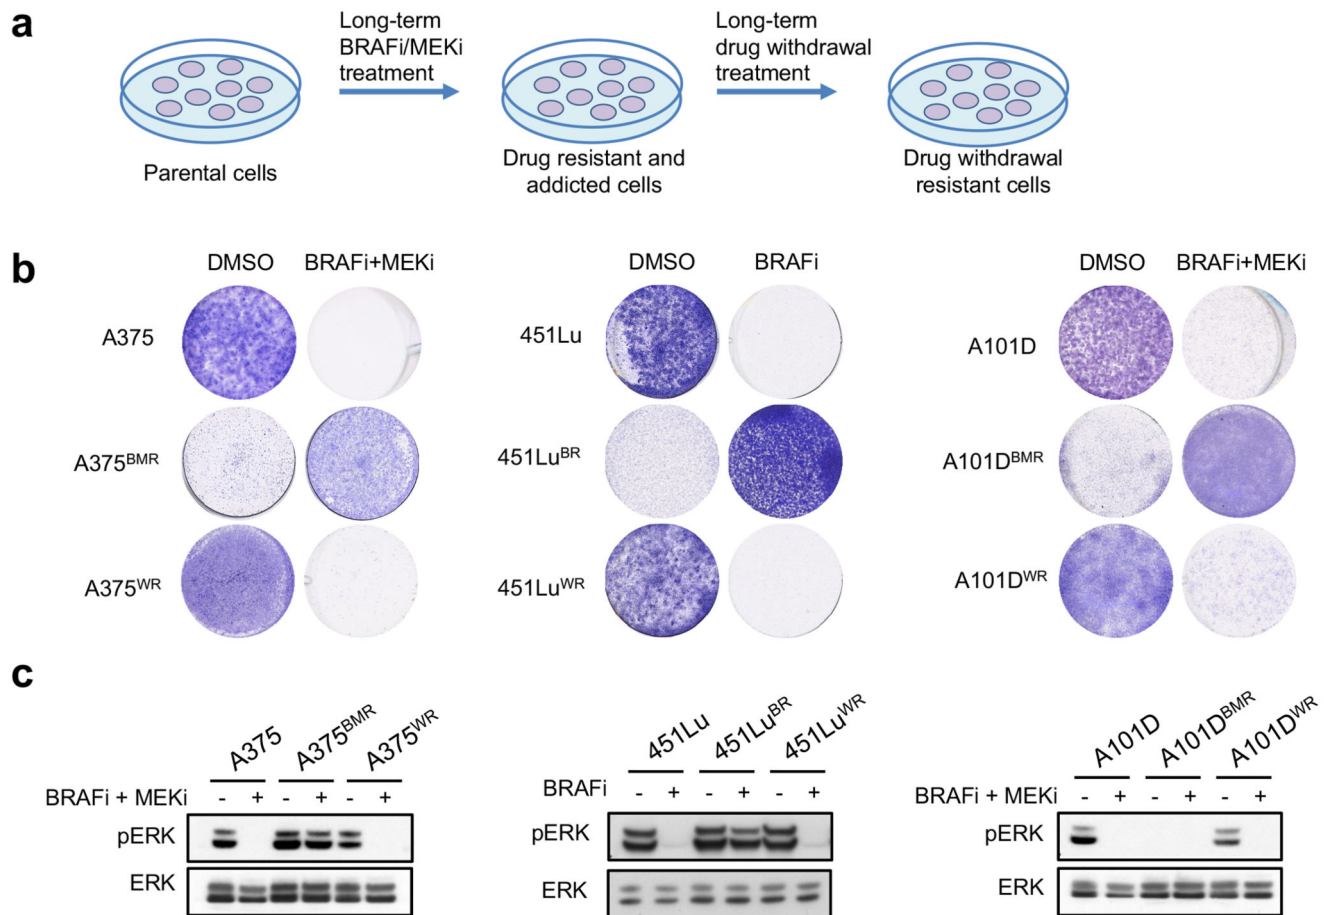 a
Long-term
BRAFi/MEKi
treatment
Long-term
drug withdrawal
treatment
Parental cells
Drug resistant and
addicted cells
Drug withdrawal
resistant cells
b
DMSO BRAFi+MEKi
A375
A375BMR
A375WR
DMSO BRAFi
451Lu
451LuBR
451LuWR
DMSO BRAFi+MEKi
A101D
A101DBMR
A101DWR
c
A375 A375BMR A375WR
BRAFi + MEKi - + - + - +
pERK
ERK
451Lu 451LuBR 451LuWR
BRAFi - + - + - +
pERK
ERK
A101D A101DBMR A101DWR
BRAFi + MEKi - + - + - +
pERK
ERK